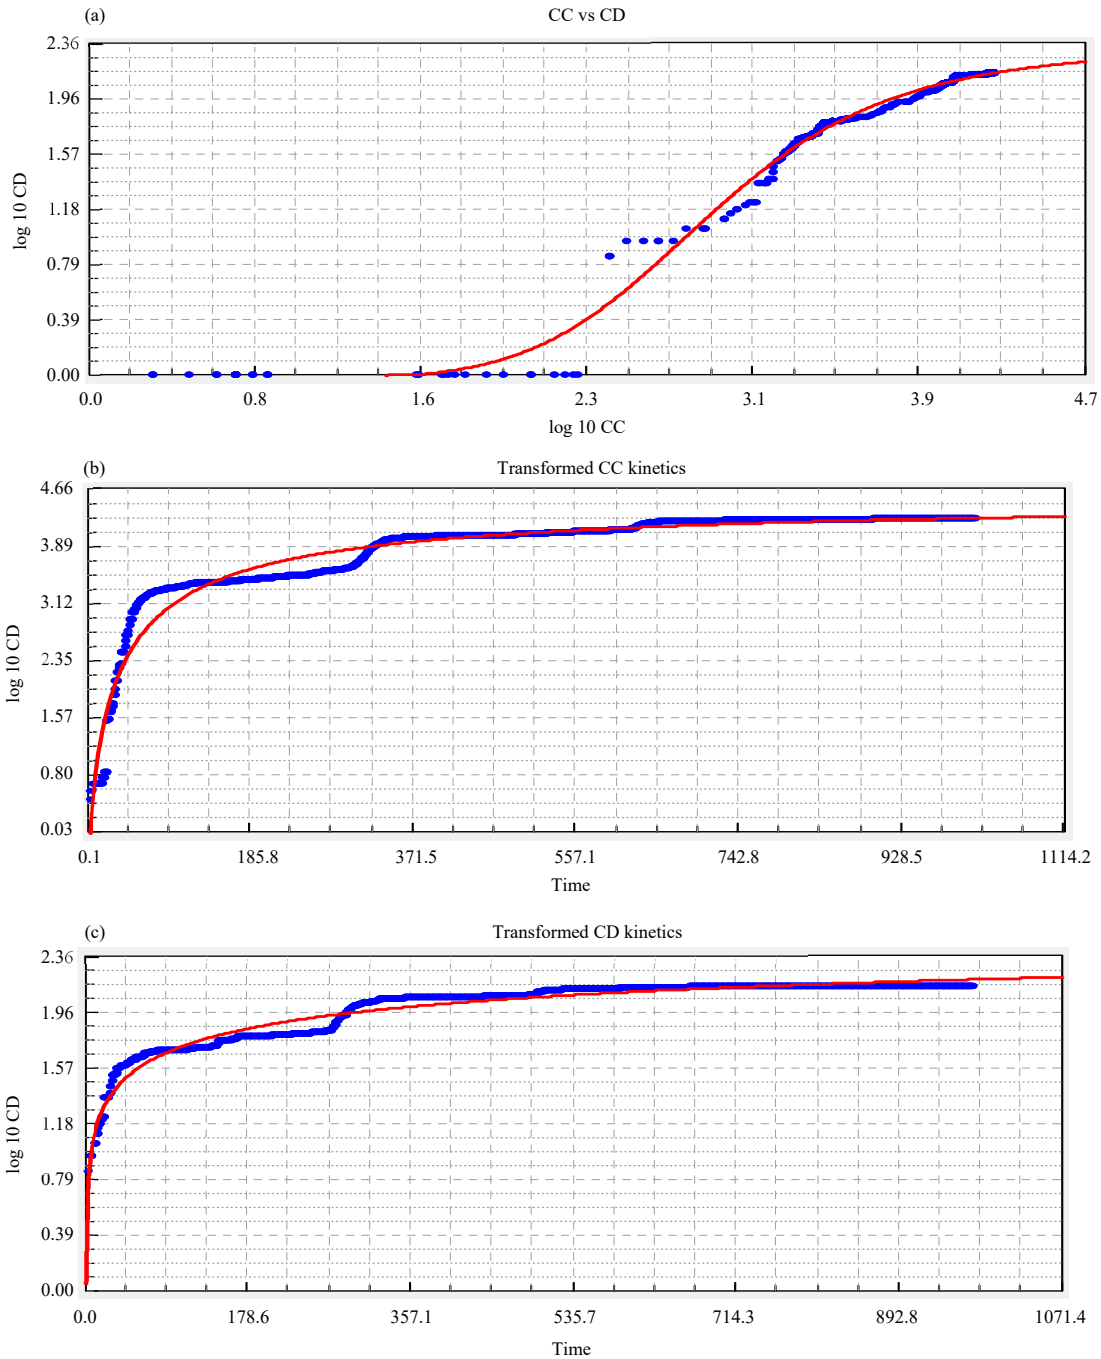 (a) CC vs CD
2.36
1.96
1.57
1.18
0.79
0.39
0.00
log 10 CD
0.0 0.8 1.6 2.3 3.1 3.9 4.7
log 10 CC
(b) Transformed CC kinetics
4.66
3.89
3.12
2.35
1.57
0.80
0.03
log 10 CD
0.1 185.8 371.5 557.1 742.8 928.5 1114.2
Time
(c) Transformed CD kinetics
2.36
1.96
1.57
1.18
0.79
0.39
0.00
log 10 CD
0.0 178.6 357.1 535.7 714.3 892.8 1071.4
Time